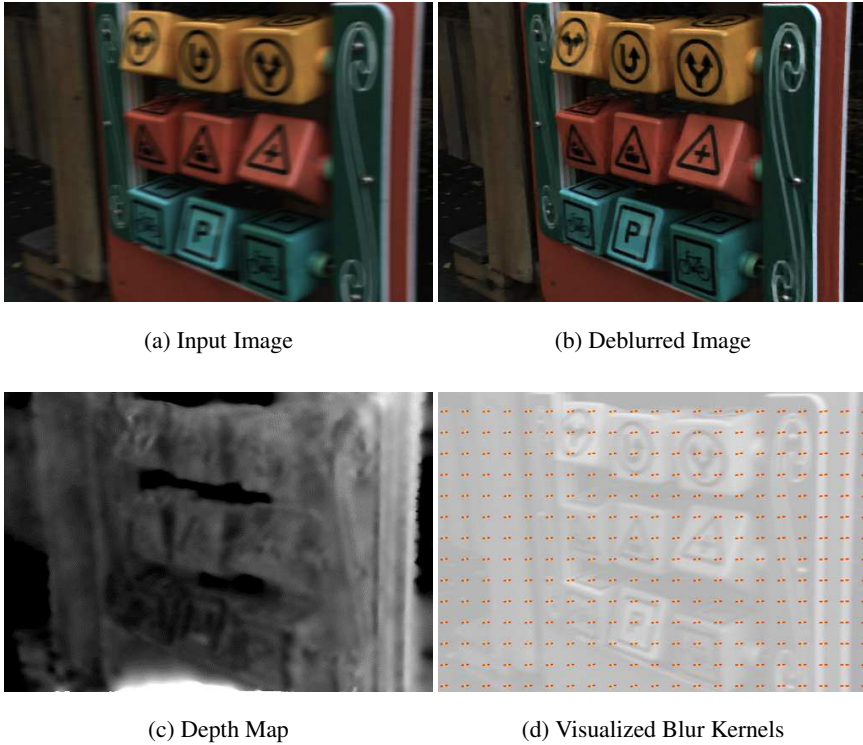 P
P
(a) Input Image
(b) Deblurred Image
(c) Depth Map
P
(d) Visualized Blur Kernels